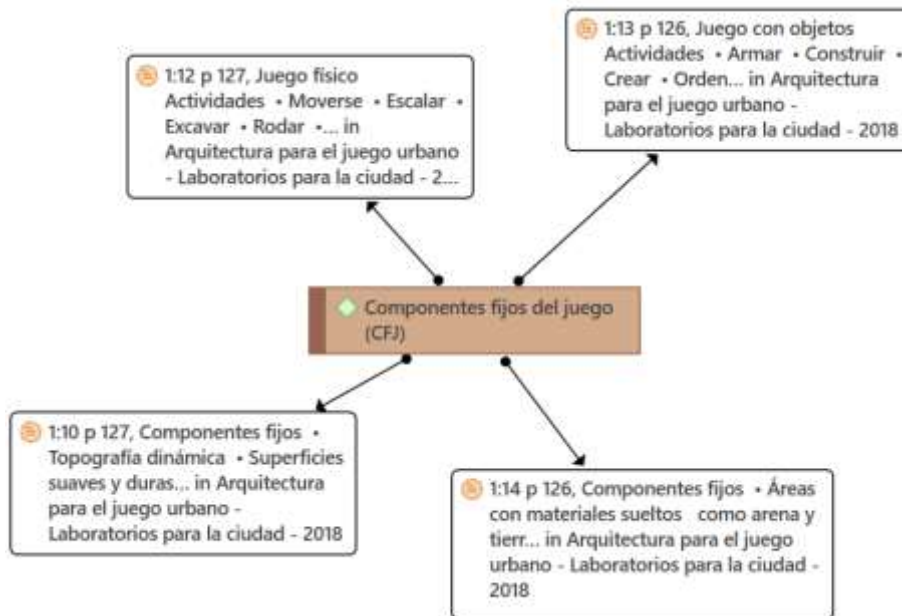 1:12 p 127, Juego físico
Actividades • Moverse • Escalar •
Excavar • Rodar •... in
Arquitectura para el juego urbano
- Laboratorios para la ciudad - 2...
1:13 p 126, Juego con objetos
Actividades • Armar • Construir •
Crear • Orden... in Arquitectura
para el juego urbano -
Laboratorios para la ciudad - 2018
Componentes fijos del juego
(CFJ)
1:10 p 127, Componentes fijos •
Topografía dinámica • Superficies
suaves y duras... in Arquitectura
para el juego urbano -
Laboratorios para la ciudad - 2018
1:14 p 126, Componentes fijos • Áreas
con materiales sueltos como arena y
tierr... in Arquitectura para el juego
urbano - Laboratorios para la ciudad -
2018